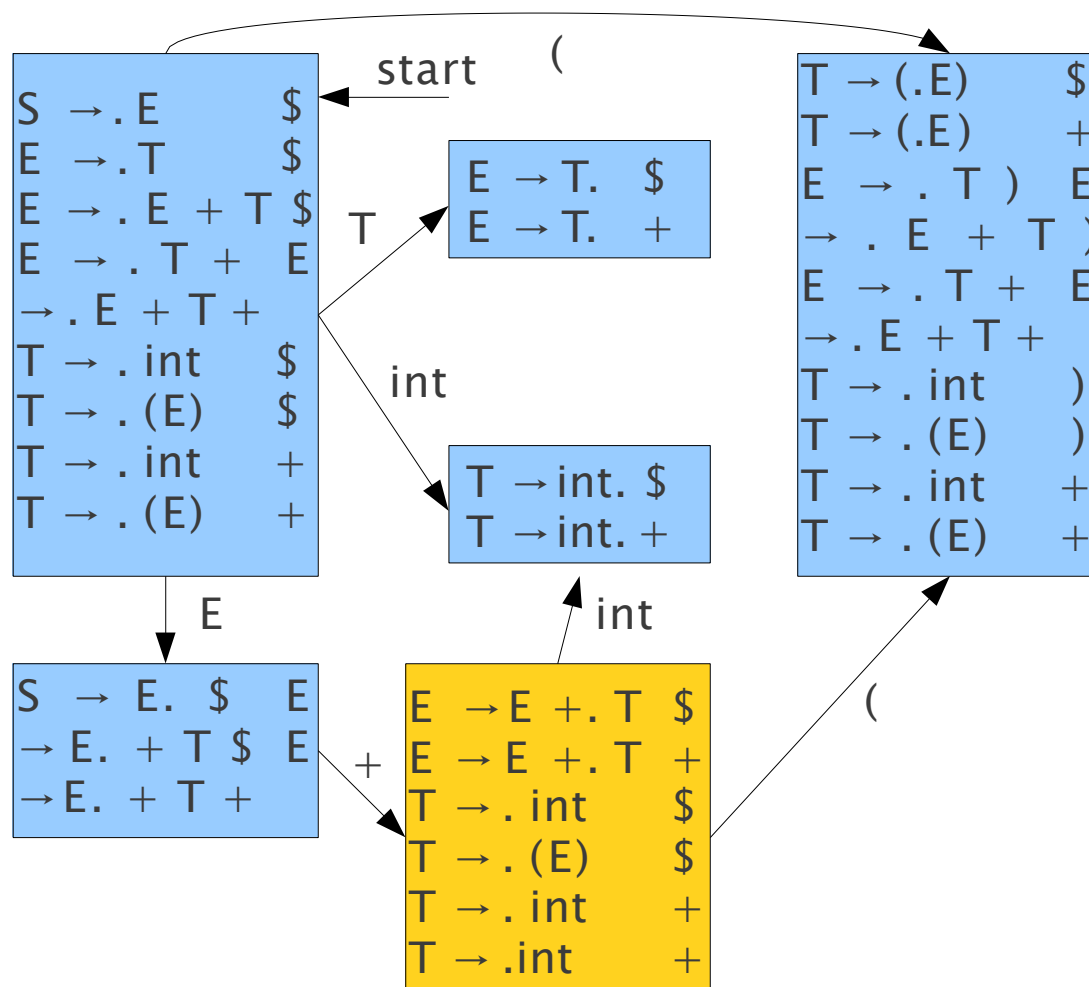 (
start
S → . E $
E → . T $
E → . E + T $
E → . T + E
→ . E + T +
T → . int $
T → . (E) $
T → . int +
T → . (E) +
T
E → T. $
E → T. +
int
T → int. $
T → int. +
T → (.E) $
T → (.E) +
E → . T ) E
→ . E + T )
E → . T + E
→ . E + T +
T → . int )
T → . (E) )
T → . int +
T → . (E) +
E
int
S → E. $ E
→ E. + T $ E
→ E. + T +
+
E → E +. T $
E → E +. T +
T → . int $
T → . (E) $
T → . int +
T → .int +
(